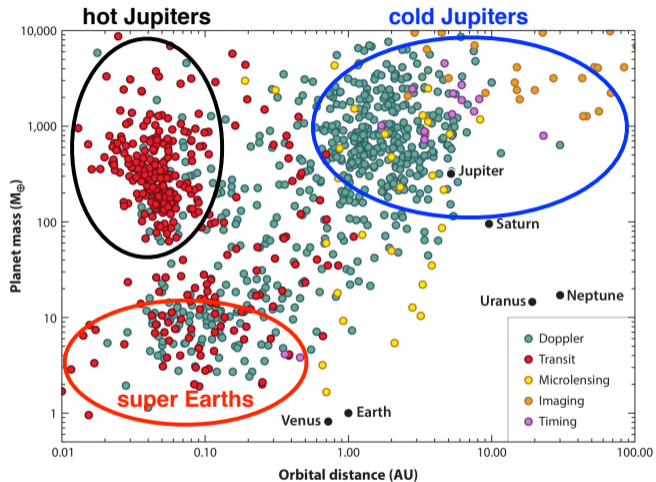 hot Jupiters
cold Jupiters
10,000
1,000
100
10
1
Planet mass (M⊕)
Jupiter
Saturn
Uranus
Neptune
Doppler
Transit
Microlensing
Imaging
Timing
super Earths
Venus
Earth
0.01
0.10
1.00
10.00
100.00
Orbital distance (AU)